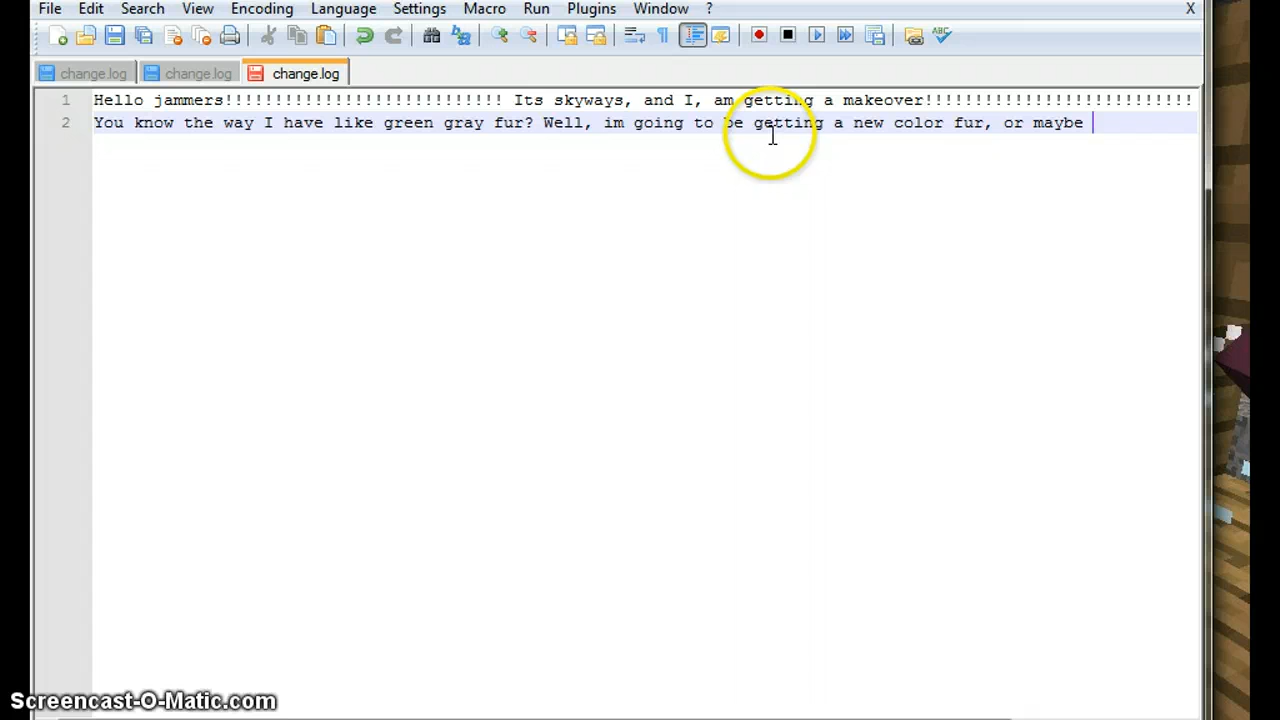 File Edit Search View Encoding Language Settings Macro Run Plugins Window ? X
ABC
change.log change.log change.log
1 Hello jammers!!!!!!!!!!!!!!!!!!!!!!!!!!!! Its skyways, and I, am getting a makeover!!!!!!!!!!!!!!!!!!!!!!!!!!!
2 You know the way I have like green gray fur? Well, im going to be getting a new color fur, or maybe
Screencast-O-Matic.com